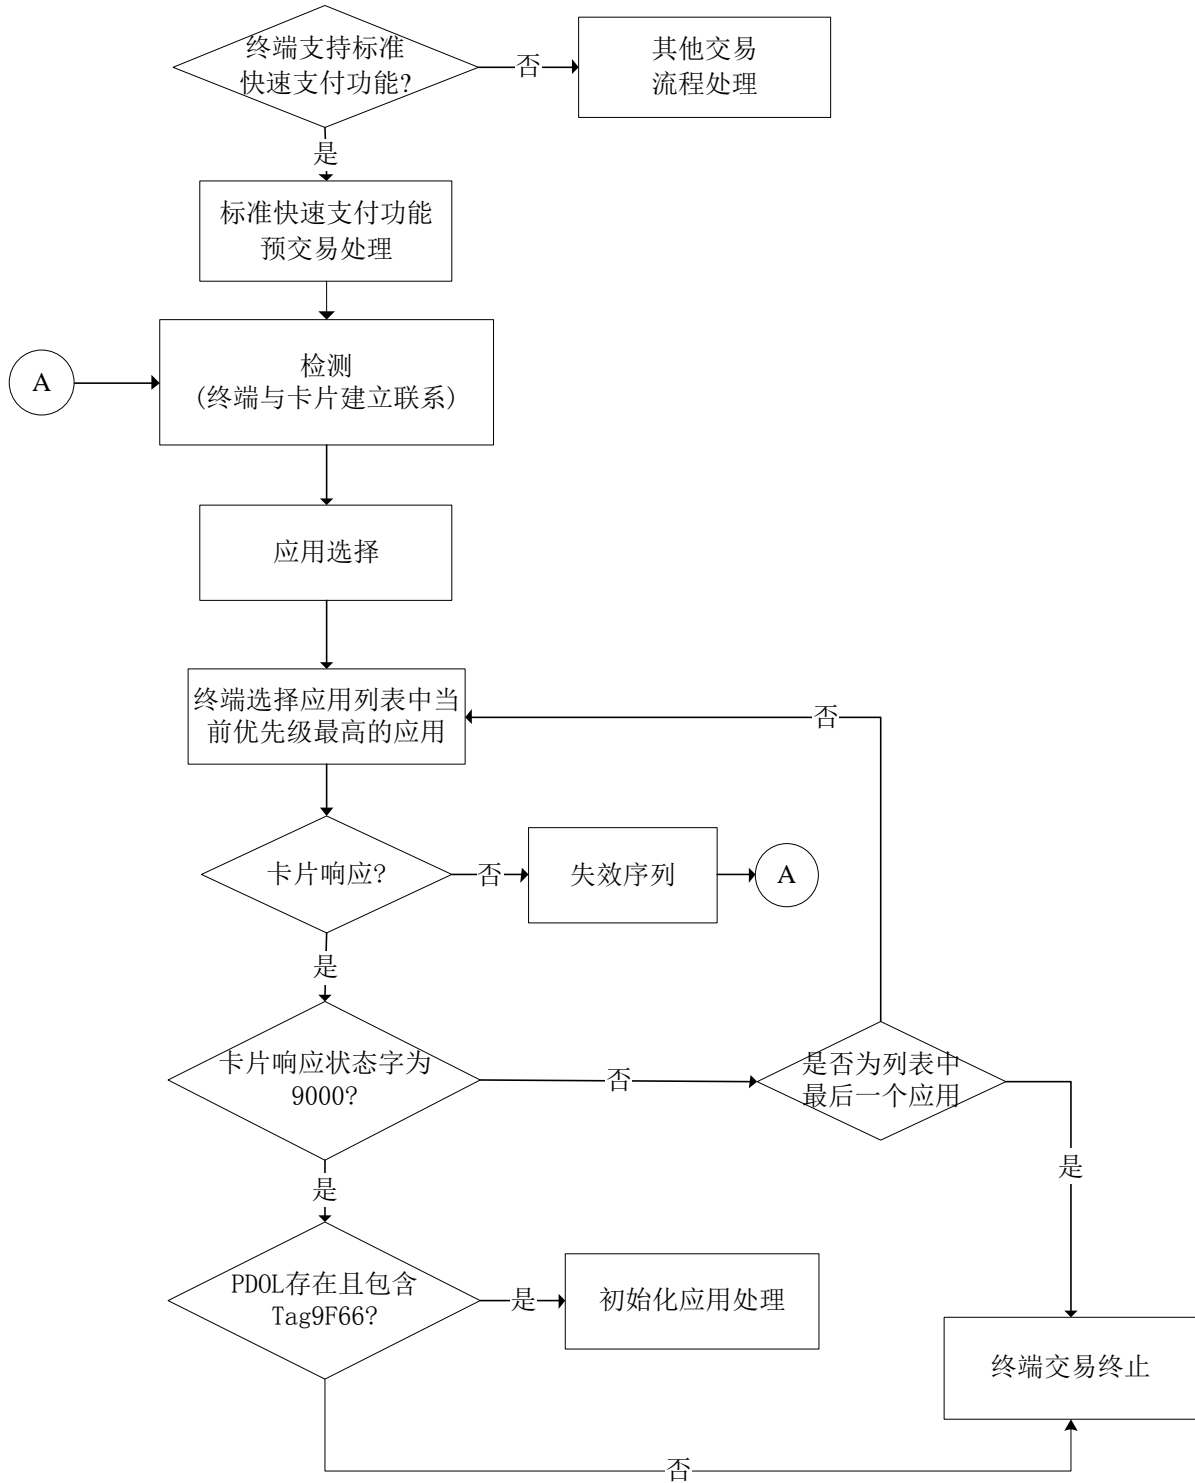 终端支持标准
快速支付功能?
否
其他交易
流程处理
是
标准快速支付功能
预交易处理
A
检测
(终端与卡片建立联系)
应用选择
终端选择应用列表中当
前优先级最高的应用
否
卡片响应?
否
失效序列
A
是
卡片响应状态字为
9000?
否
是否为列表中
最后一个应用
是
是
PDOL存在且包含
Tag9F66?
是
初始化应用处理
终端交易终止
否